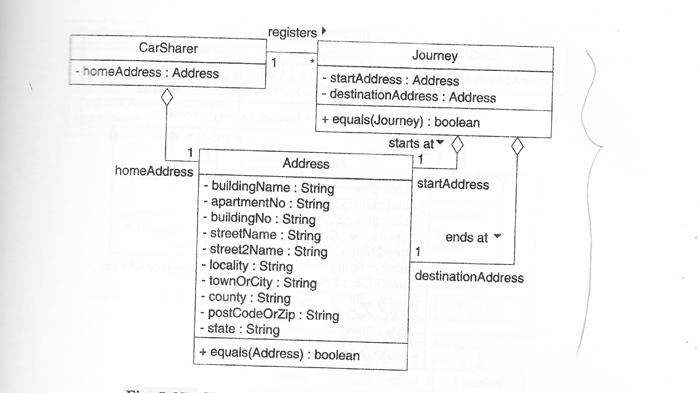 registers
CarSharer
- homeAddress : Address
1
*
Journey
- startAddress : Address
- destinationAddress : Address
+ equals(Journey) : boolean
starts at
1
startAddress
1
homeAddress
Address
- buildingName : String
- apartmentNo : String
- buildingNo : String
- streetName : String
- street2Name : String
- locality : String
- townOrCity : String
- county : String
- postCodeOrZip : String
- state : String
+ equals(Address) : boolean
ends at
1
destinationAddress